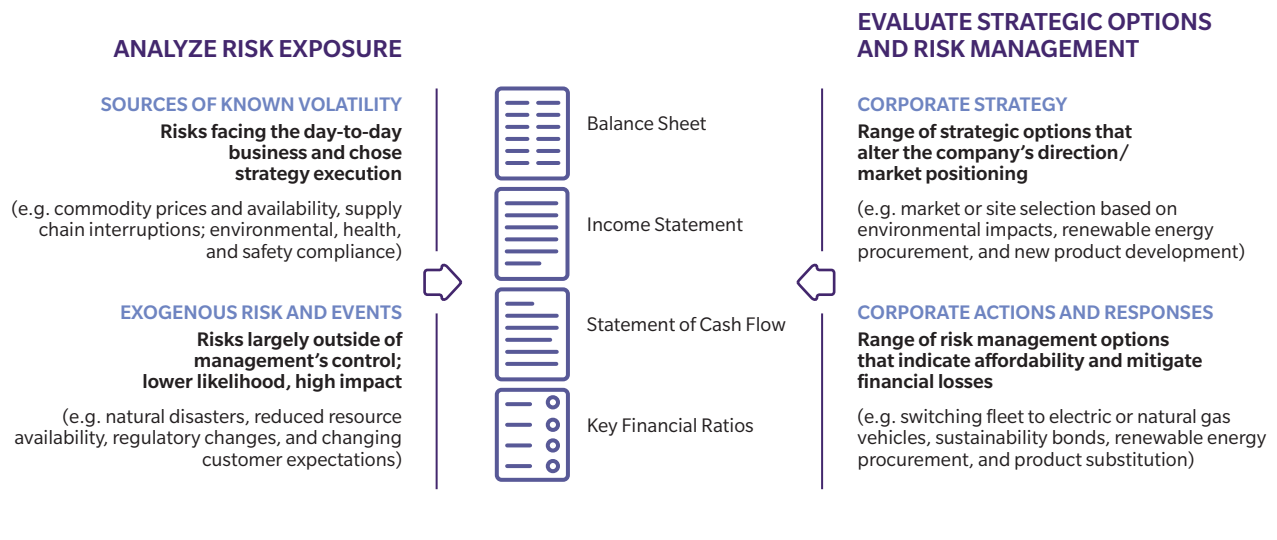 ANALYZE RISK EXPOSURE
SOURCES OF KNOWN VOLATILITY
Risks facing the day-to-day
business and chose
strategy execution
(e.g. commodity prices and availability, supply
chain interruptions; environmental, health,
and safety compliance)
EXOGENOUS RISK AND EVENTS
Risks largely outside of
management's control;
lower likelihood, high impact
(e.g. natural disasters, reduced resource
availability, regulatory changes, and changing
customer expectations)
Balance Sheet
Income Statement
Statement of Cash Flow
Key Financial Ratios
EVALUATE STRATEGIC OPTIONS
AND RISK MANAGEMENT
CORPORATE STRATEGY
Range of strategic options that
alter the company's direction/
market positioning
(e.g. market or site selection based on
environmental impacts, renewable energy
procurement, and new product development)
CORPORATE ACTIONS AND RESPONSES
Range of risk management options
that indicate affordability and mitigate
financial losses
(e.g. switching fleet to electric or natural gas
vehicles, sustainability bonds, renewable energy
procurement, and product substitution)